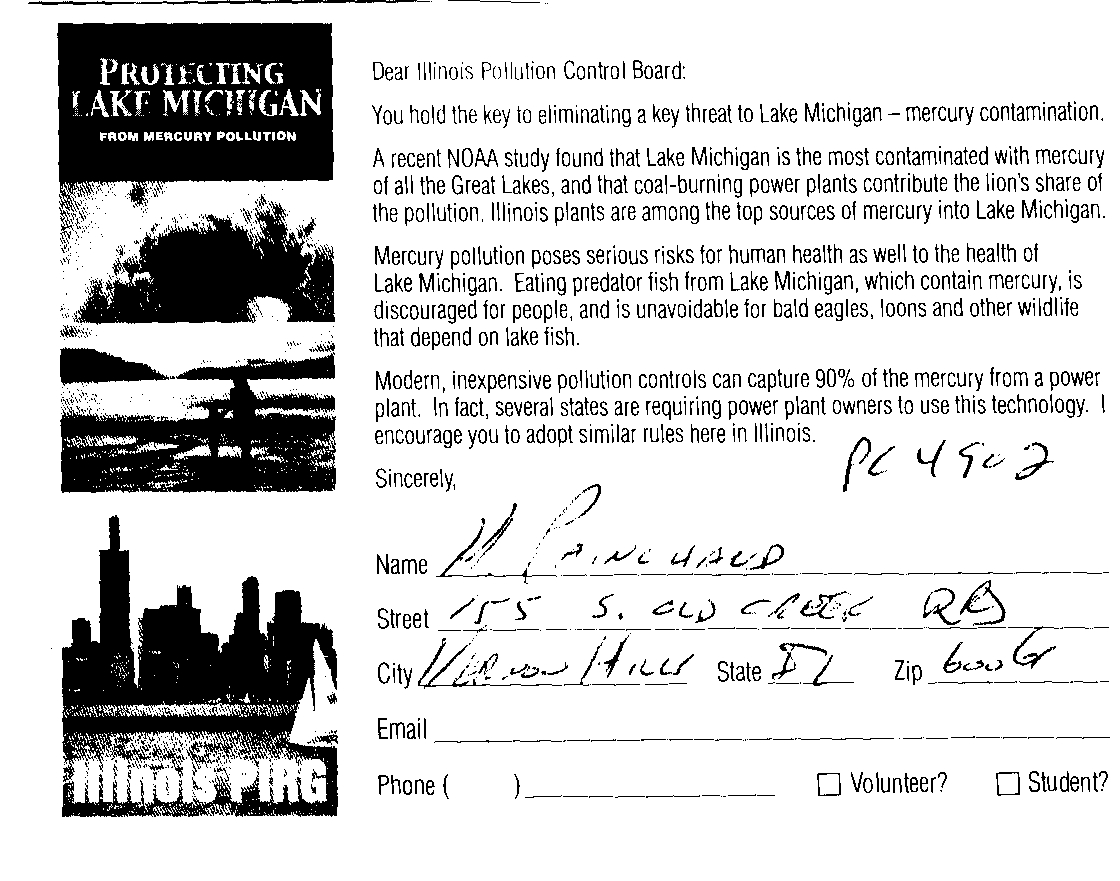 PROTECTING
LAKE MICHIGAN
FROM MERCURY POLLUTION
Illinois PIRG
Dear Illinois Pollution Control Board:
You hold the key to eliminating a key threat to Lake Michigan – mercury contamination.
A recent NOAA study found that Lake Michigan is the most contaminated with mercury
of all the Great Lakes, and that coal-burning power plants contribute the lion's share of
the pollution. Illinois plants are among the top sources of mercury into Lake Michigan.
Mercury pollution poses serious risks for human health as well to the health of
Lake Michigan. Eating predator fish from Lake Michigan, which contain mercury, is
discouraged for people, and is unavoidable for bald eagles, loons and other wildlife
that depend on lake fish.
Modern, inexpensive pollution controls can capture 90% of the mercury from a power
plant. In fact, several states are requiring power plant owners to use this technology. I
encourage you to adopt similar rules here in Illinois.
PC 4902
Sincerely,
Name H PAINCHAUD
Street 155 S. OLD CREEK RD
City VERNON HILLS State IL Zip
Email
Phone ( )
☐ Volunteer? ☐ Student?